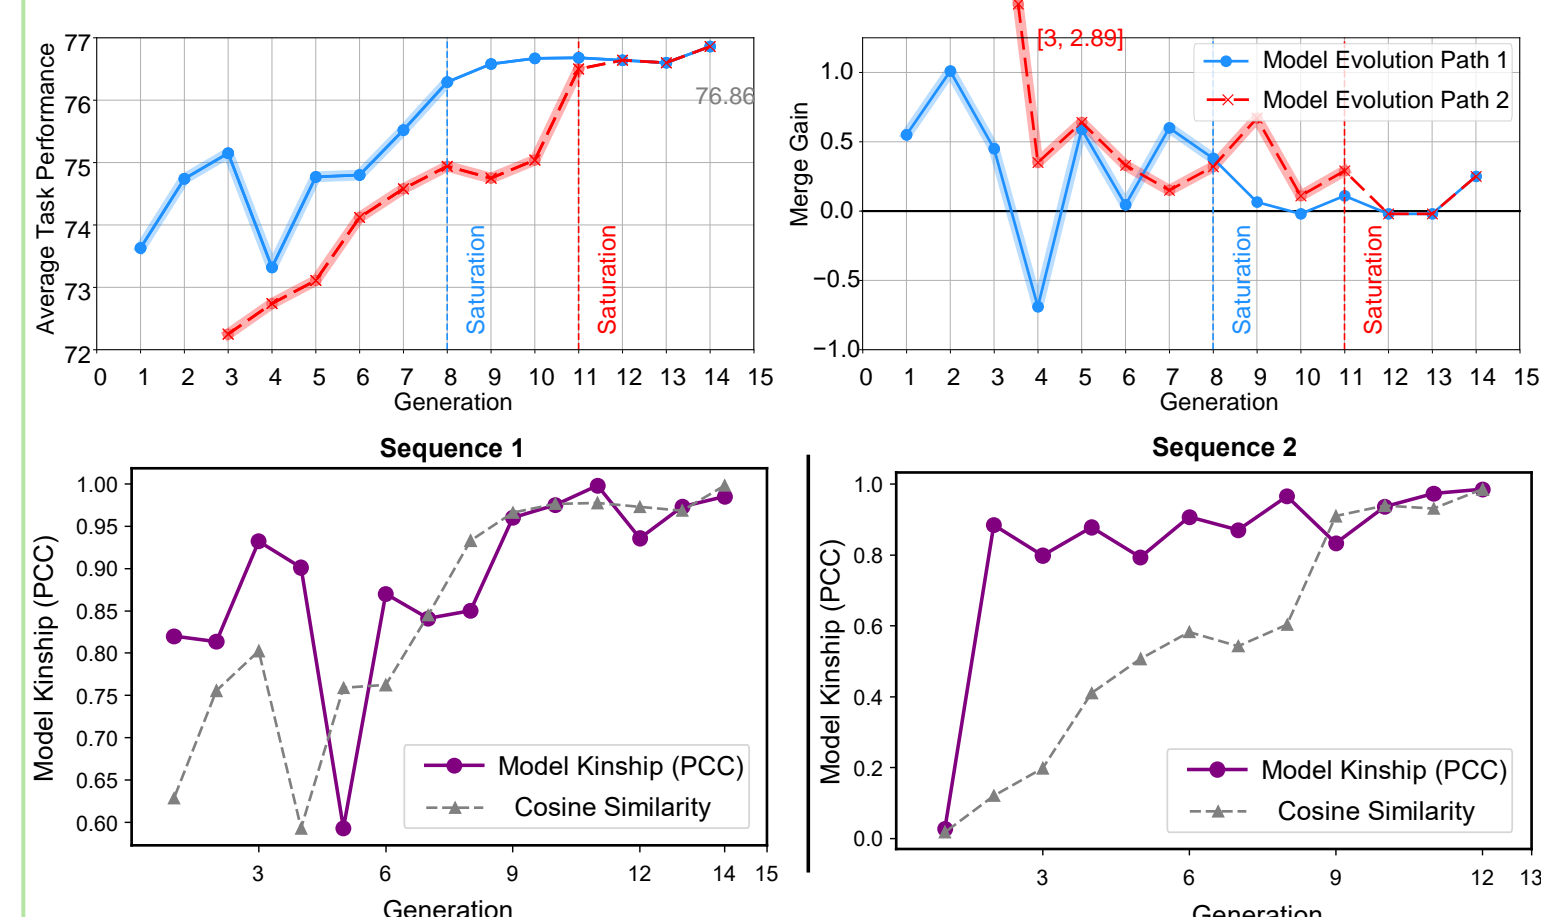 77
76
75
74
73
72
Average Task Performance
76.86
Saturation
Saturation
0 1 2 3 4 5 6 7 8 9 10 11 12 13 14 15
Generation
[3, 2.89]
Model Evolution Path 1
Model Evolution Path 2
1.0
0.5
0.0
−0.5
−1.0
Merge Gain
Saturation
Saturation
0 1 2 3 4 5 6 7 8 9 10 11 12 13 14 15
Generation
Sequence 1
1.00
0.95
0.90
0.85
0.80
0.75
0.70
0.65
0.60
Model Kinship (PCC)
Model Kinship (PCC)
Cosine Similarity
3 6 9 12 14 15
Generation
Sequence 2
1.0
0.8
0.6
0.4
0.2
0.0
Model Kinship (PCC)
Model Kinship (PCC)
Cosine Similarity
3 6 9 12 13
Generation